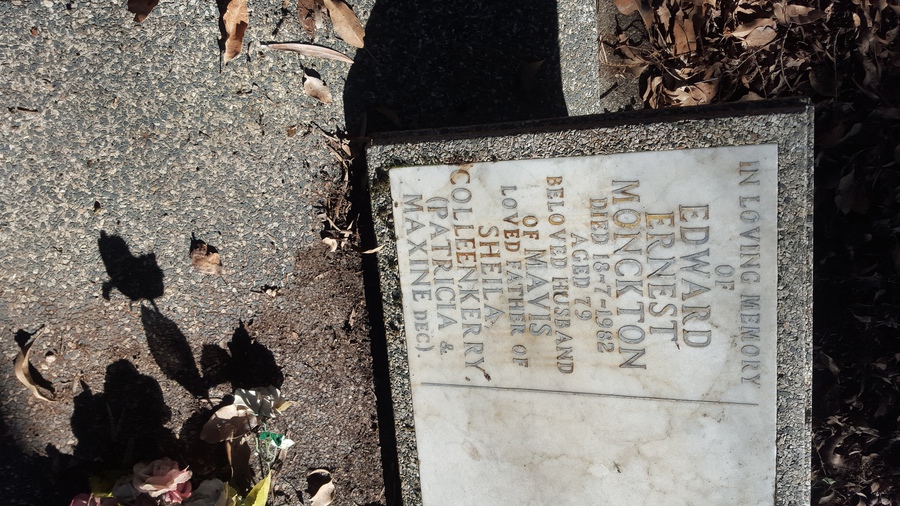 IN LOVING MEMORY
OF
EDWARD
ERNEST
MONCKTON
DIED 18-7-1982
AGED 79
BELOVED HUSBAND
OF MAVIS
LOVED FATHER OF
SHEILA,
COLLEEN, KERRY,
(PATRICIA &
MAXINE DEC)